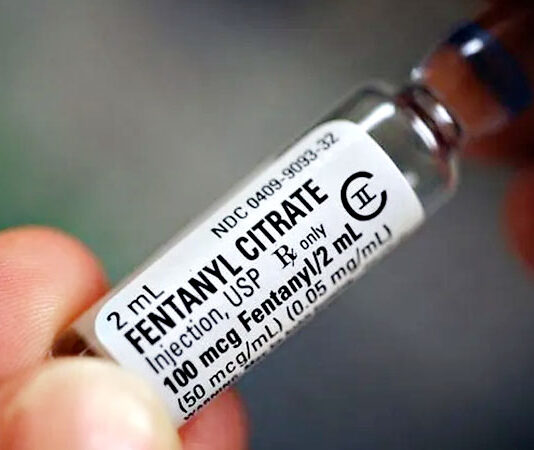 NDC 0409-9093-32
2 mL
FENTANYL CITRATE CII
Injection, USP Rx only
100 mcg Fentanyl/2 mL
(50 mcg/mL) (0.05 mg/mL)